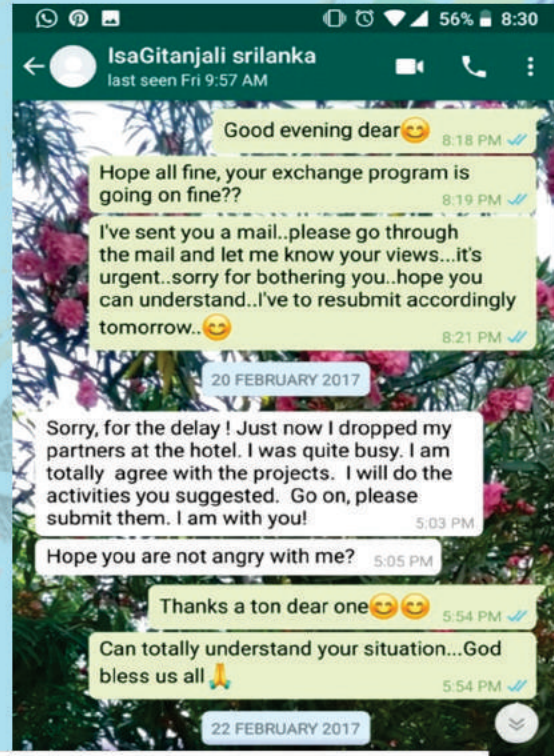 56% 8:30
IsaGitanjali srilanka
last seen Fri 9:57 AM
Good evening dear😊 8:18 PM
Hope all fine, your exchange program is
going on fine?? 8:19 PM
I've sent you a mail..please go through
the mail and let me know your views...it's
urgent..sorry for bothering you..hope you
can understand..I've to resubmit accordingly
tomorrow..😊 8:21 PM
20 FEBRUARY 2017
Sorry, for the delay ! Just now I dropped my
partners at the hotel. I was quite busy. I am
totally agree with the projects. I will do the
activities you suggested. Go on, please
submit them. I am with you! 5:03 PM
Hope you are not angry with me? 5:05 PM
Thanks a ton dear one😊😊 5:54 PM
Can totally understand your situation...God
bless us all🙏 5:54 PM
22 FEBRUARY 2017